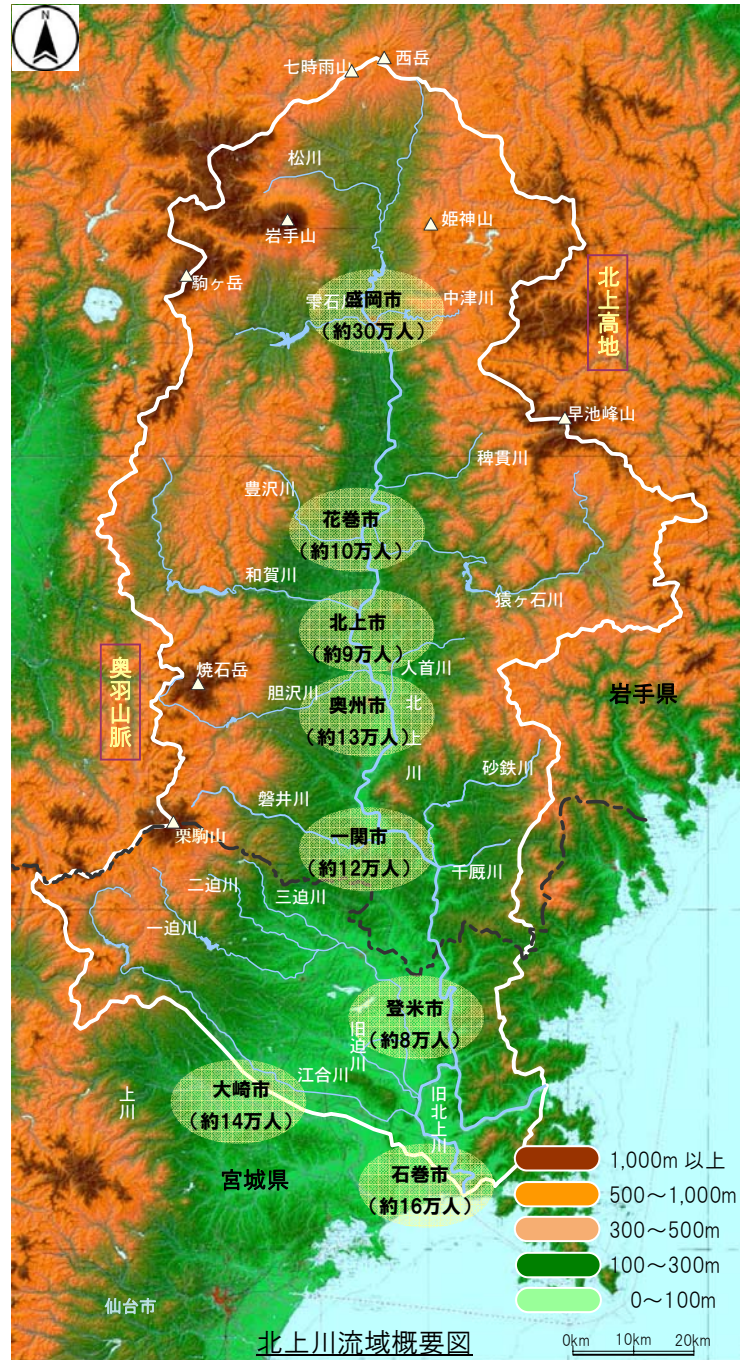 N
七時雨山
西岳
松川
岩手山
姫神山
駒ヶ岳
北上高地
雫石
盛岡市
(約30万人)
中津川
早池峰山
稗貫川
豊沢川
花巻市
(約10万人)
和賀川
猿ヶ石川
北上市
(約9万人)
人首川
焼石岳
奥羽山脈
胆沢川
奥州市
(約13万人)
北上川
岩手県
砂鉄川
磐井川
栗駒山
一関市
(約12万人)
千厩川
二迫川
三迫川
一迫川
登米市
(約8万人)
旧迫川
江合川
大崎市
(約14万人)
上川
旧北上川
宮城県
石巻市
(約16万人)
1,000m 以上
500～1,000m
300～500m
100～300m
0～100m
仙台市
北上川流域概要図
0km 10km 20km